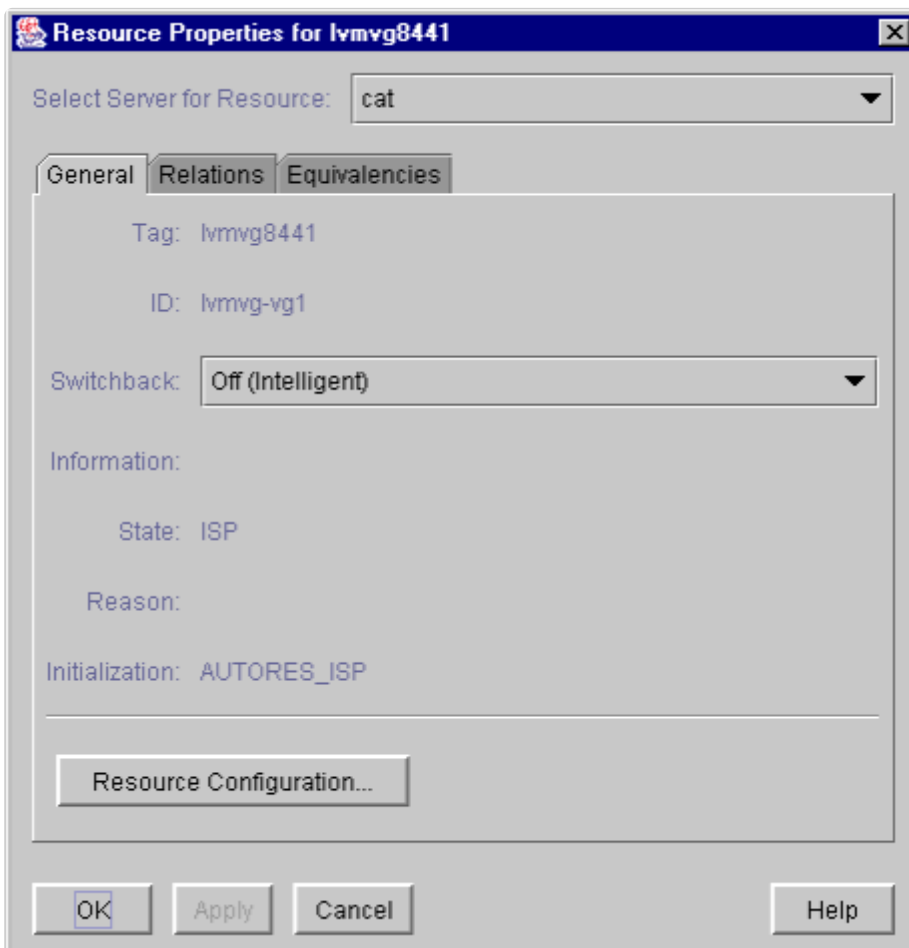 Resource Properties for lvmvg8441
Select Server for Resource: cat
General Relations Equivalencies
Tag: lvmvg8441
ID: lvmvg-vg1
Switchback: Off (Intelligent)
Information:
State: ISP
Reason:
Initialization: AUTORES_ISP
Resource Configuration...
OK Apply Cancel Help